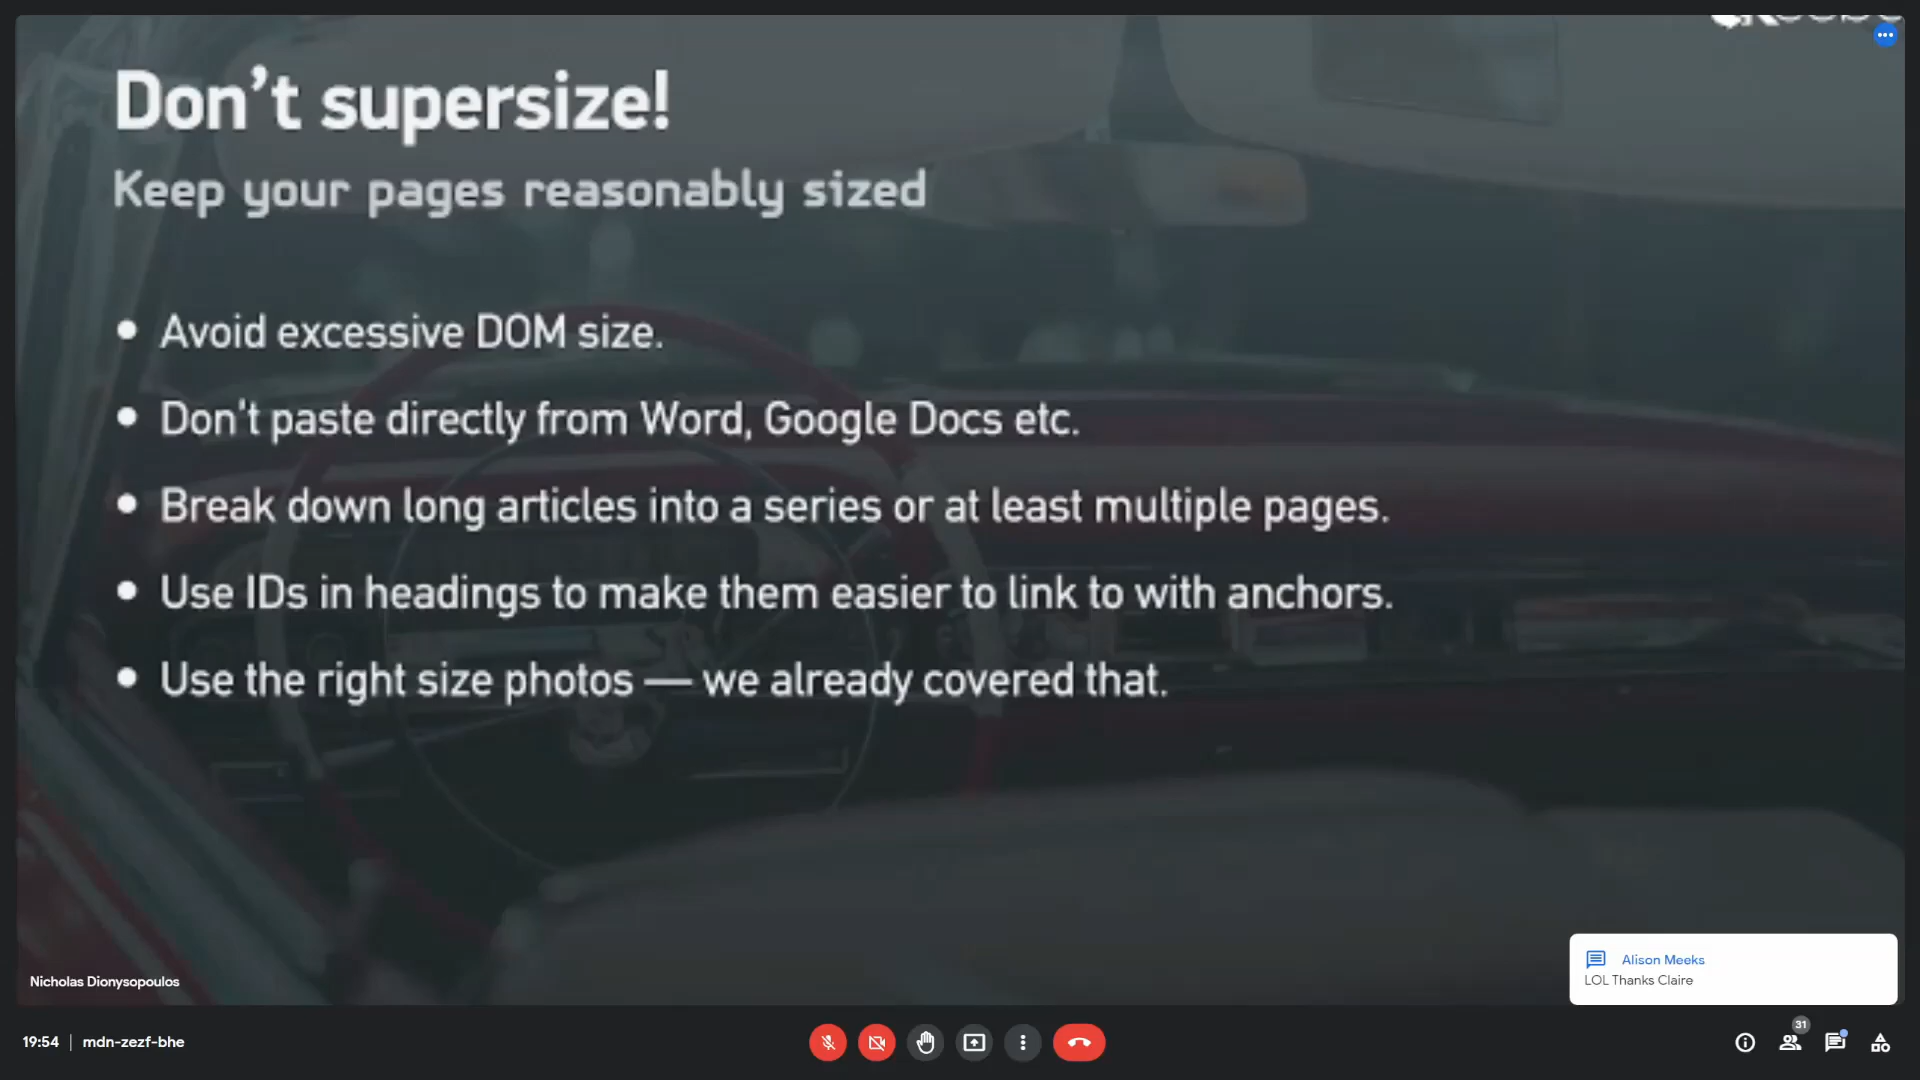 Don't supersize!
Keep your pages reasonably sized
• Avoid excessive DOM size.
• Don't paste directly from Word, Google Docs etc.
• Break down long articles into a series or at least multiple pages.
• Use IDs in headings to make them easier to link to with anchors.
• Use the right size photos — we already covered that.
Alison Meeks
LOL Thanks Claire
Nicholas Dionysopoulos
19:54 | mdn-zezf-bhe
31